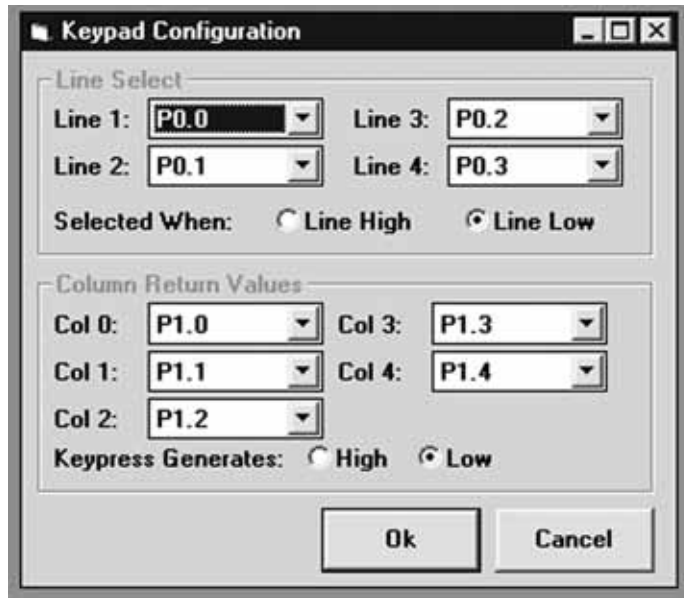 Keypad Configuration
Line Select
Line 1: P0.0 Line 3: P0.2
Line 2: P0.1 Line 4: P0.3
Selected When: Line High Line Low
Column Return Values
Col 0: P1.0 Col 3: P1.3
Col 1: P1.1 Col 4: P1.4
Col 2: P1.2
Keypress Generates: High Low
Ok Cancel